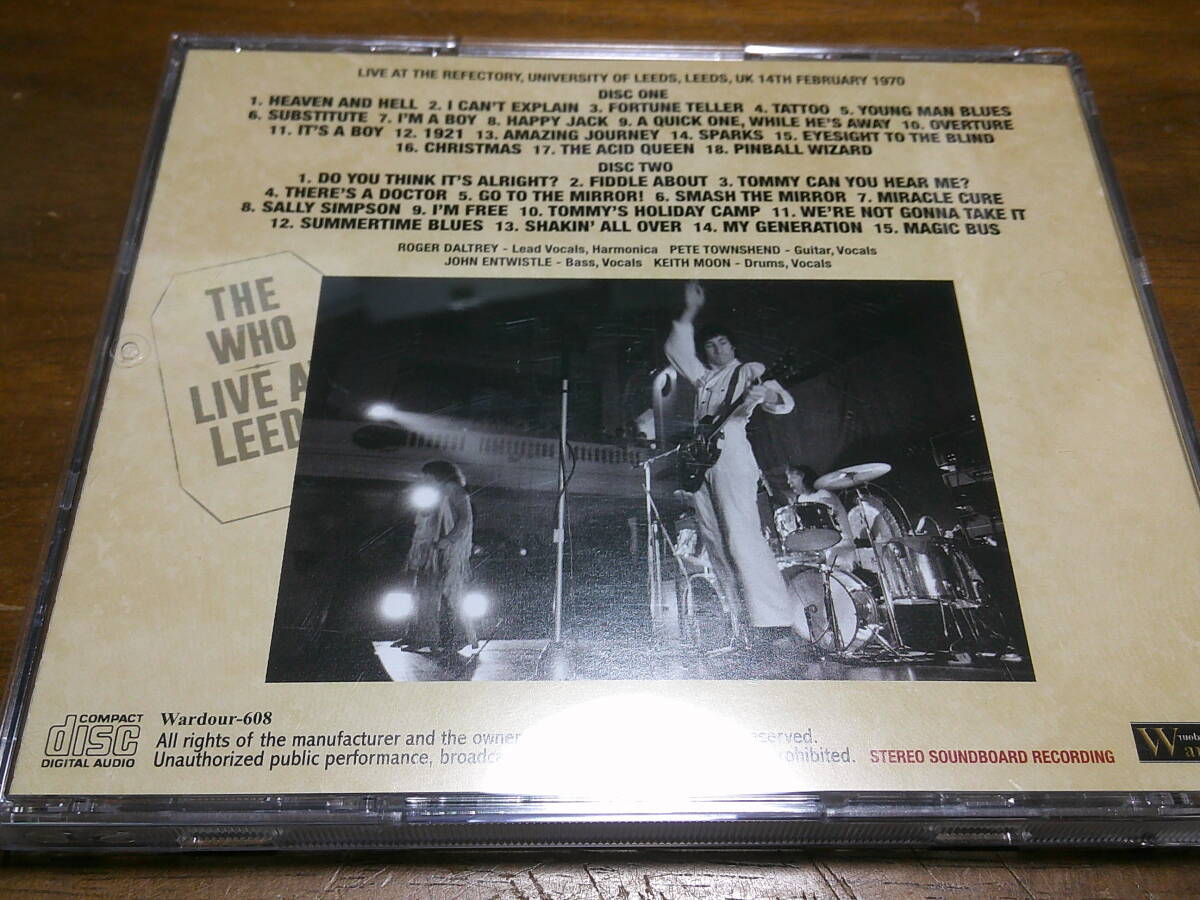 LIVE AT THE REFECTORY, UNIVERSITY OF LEEDS, LEEDS, UK 14TH FEBRUARY 1970
DISC ONE
1. HEAVEN AND HELL 2. I CAN'T EXPLAIN 3. FORTUNE TELLER 4. TATTOO 5. YOUNG MAN BLUES
6. SUBSTITUTE 7. I'M A BOY 8. HAPPY JACK 9. A QUICK ONE, WHILE HE'S AWAY 10. OVERTURE
11. IT'S A BOY 12. 1921 13. AMAZING JOURNEY 14. SPARKS 15. EYESIGHT TO THE BLIND
16. CHRISTMAS 17. THE ACID QUEEN 18. PINBALL WIZARD
DISC TWO
1. DO YOU THINK IT'S ALRIGHT? 2. FIDDLE ABOUT 3. TOMMY CAN YOU HEAR ME?
4. THERE'S A DOCTOR 5. GO TO THE MIRROR! 6. SMASH THE MIRROR 7. MIRACLE CURE
8. SALLY SIMPSON 9. I'M FREE 10. TOMMY'S HOLIDAY CAMP 11. WE'RE NOT GONNA TAKE IT
12. SUMMERTIME BLUES 13. SHAKIN' ALL OVER 14. MY GENERATION 15. MAGIC BUS
ROGER DALTREY - Lead Vocals, Harmonica PETE TOWNSHEND - Guitar, Vocals
JOHN ENTWISTLE - Bass, Vocals KEITH MOON - Drums, Vocals
THE
WHO
LIVE A
LEED
COMPACT
disc
DIGITAL AUDIO
Wardour-608
All rights of the manufacturer and the owner served.
Unauthorized public performance, broadca rohibited. STEREO SOUNDBOARD RECORDING